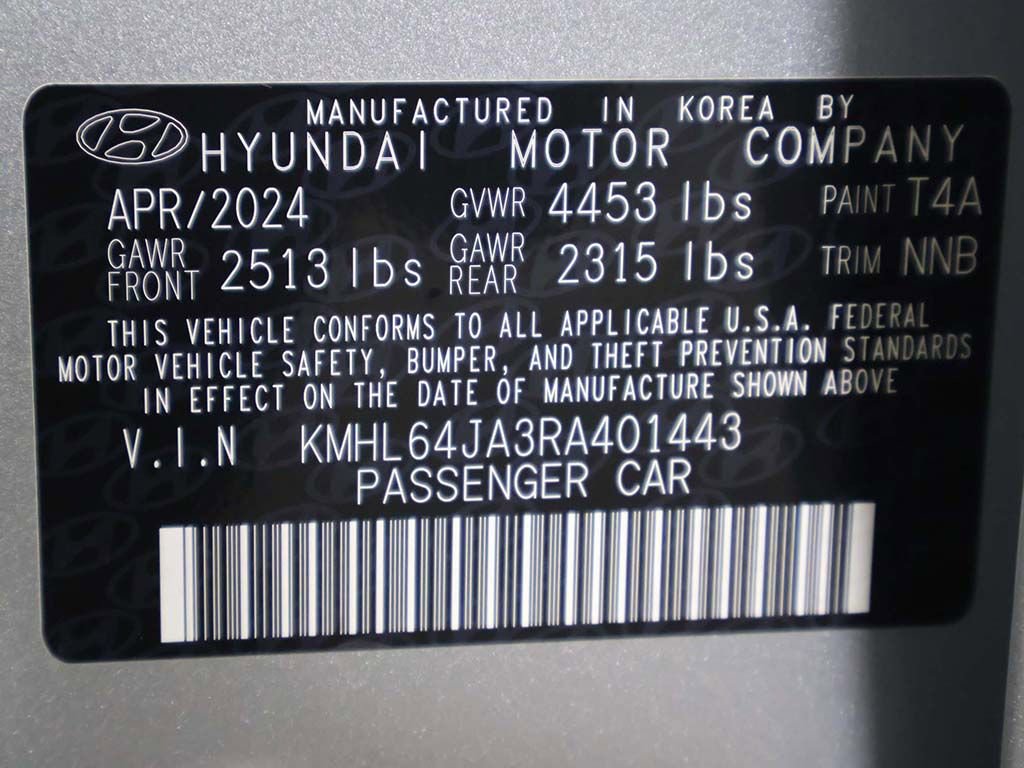 MANUFACTURED IN KOREA BY
HYUNDAI MOTOR COMPANY
APR/2024 GVWR 4453 lbs PAINT T4A
GAWR FRONT 2513 lbs GAWR REAR 2315 lbs TRIM NNB
THIS VEHICLE CONFORMS TO ALL APPLICABLE U.S.A. FEDERAL
MOTOR VEHICLE SAFETY, BUMPER, AND THEFT PREVENTION STANDARDS
IN EFFECT ON THE DATE OF MANUFACTURE SHOWN ABOVE
V.I.N KMHL64JA3RA401443
PASSENGER CAR